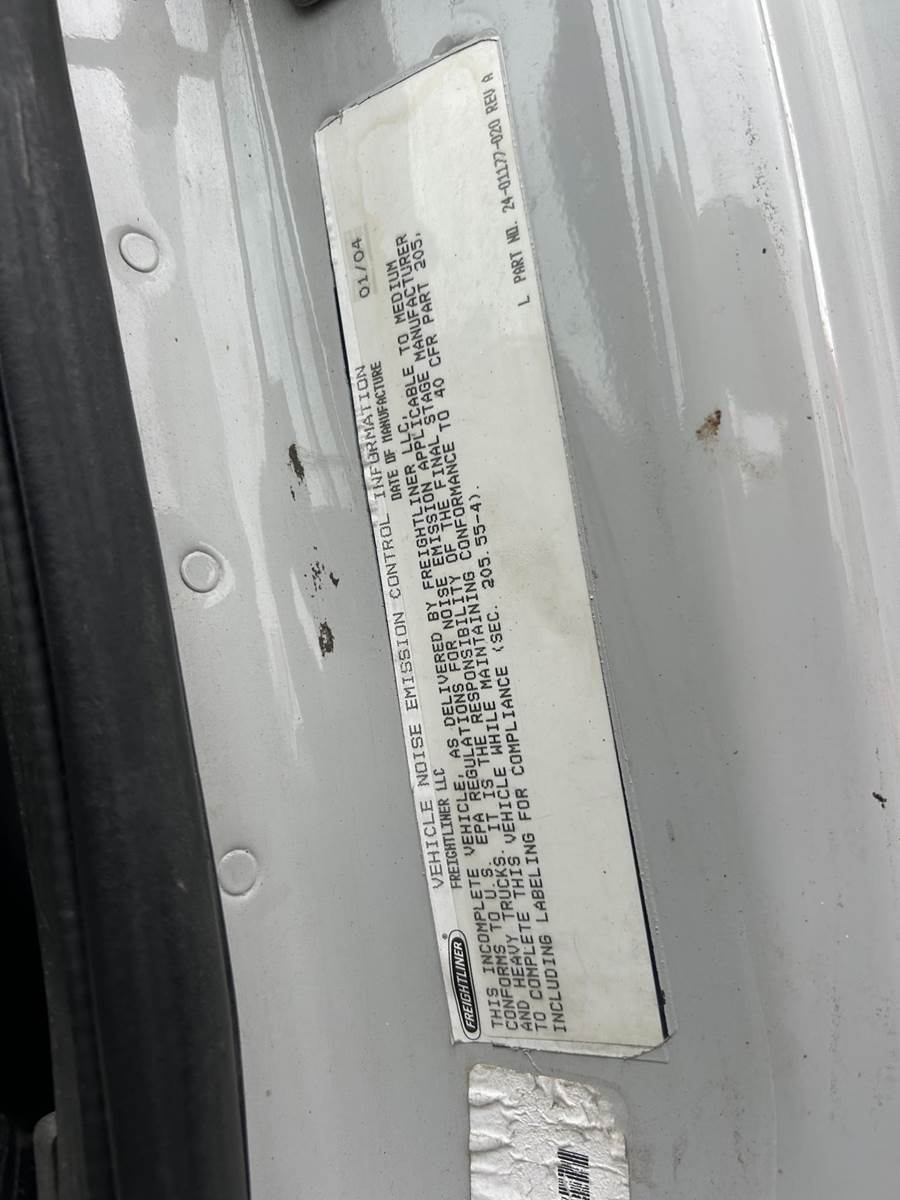 VEHICLE NOISE EMISSION CONTROL INFORMATION
FREIGHTLINER LLC DATE OF MANUFACTURE 01/04
FREIGHTLINER®
THIS INCOMPLETE VEHICLE, AS DELIVERED BY FREIGHTLINER LLC,
CONFORMS TO U.S. EPA REGULATIONS FOR NOISE EMISSION APPLICABLE TO MEDIUM
AND HEAVY TRUCKS. IT IS THE RESPONSIBILITY OF THE FINAL STAGE MANUFACTURER
TO COMPLETE THIS VEHICLE WHILE MAINTAINING CONFORMANCE TO 40 CFR PART 205,
INCLUDING LABELING FOR COMPLIANCE (SEC. 205.55-4).
L PART NO. 24-01177-020 REV A